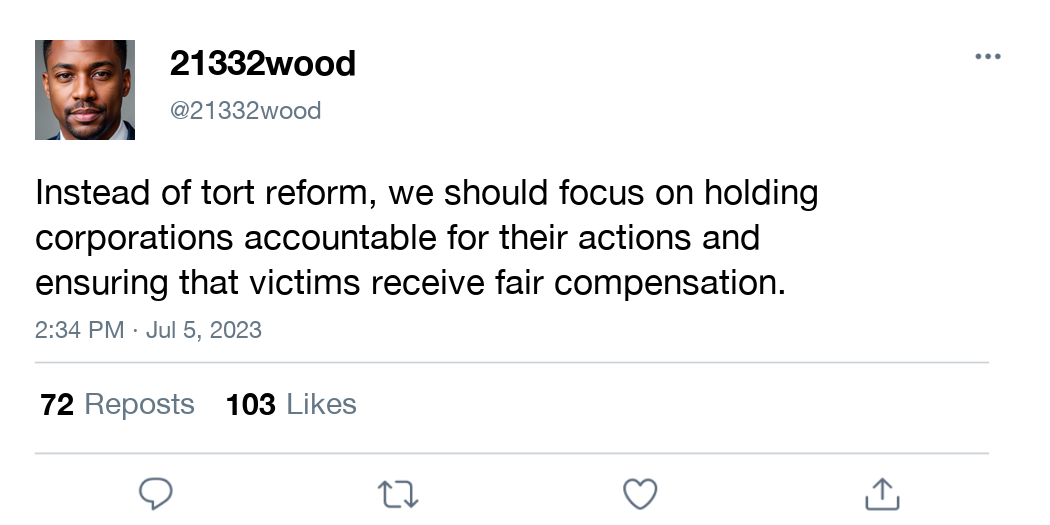 21332wood
@21332wood
Instead of tort reform, we should focus on holding
corporations accountable for their actions and
ensuring that victims receive fair compensation.
2:34 PM · Jul 5, 2023
72 Reposts 103 Likes